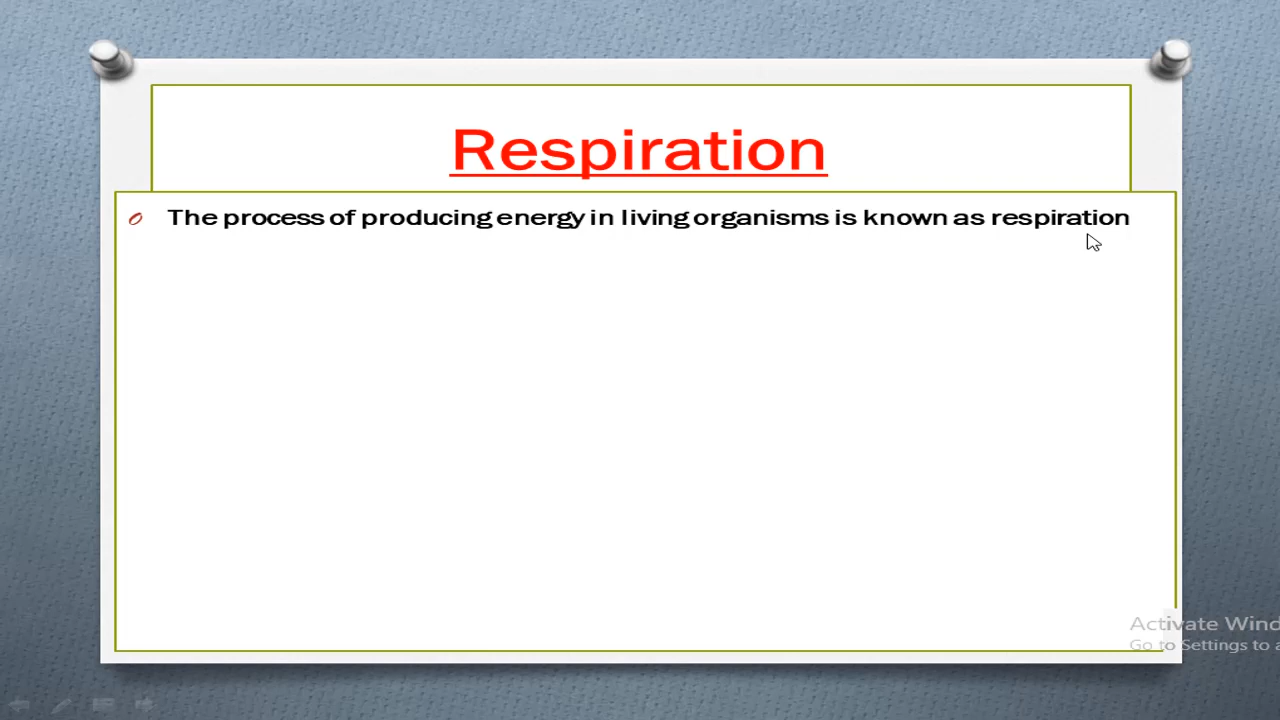 Respiration
The process of producing energy in living organisms is known as respiration
Activate Wind
Go to Settings to a